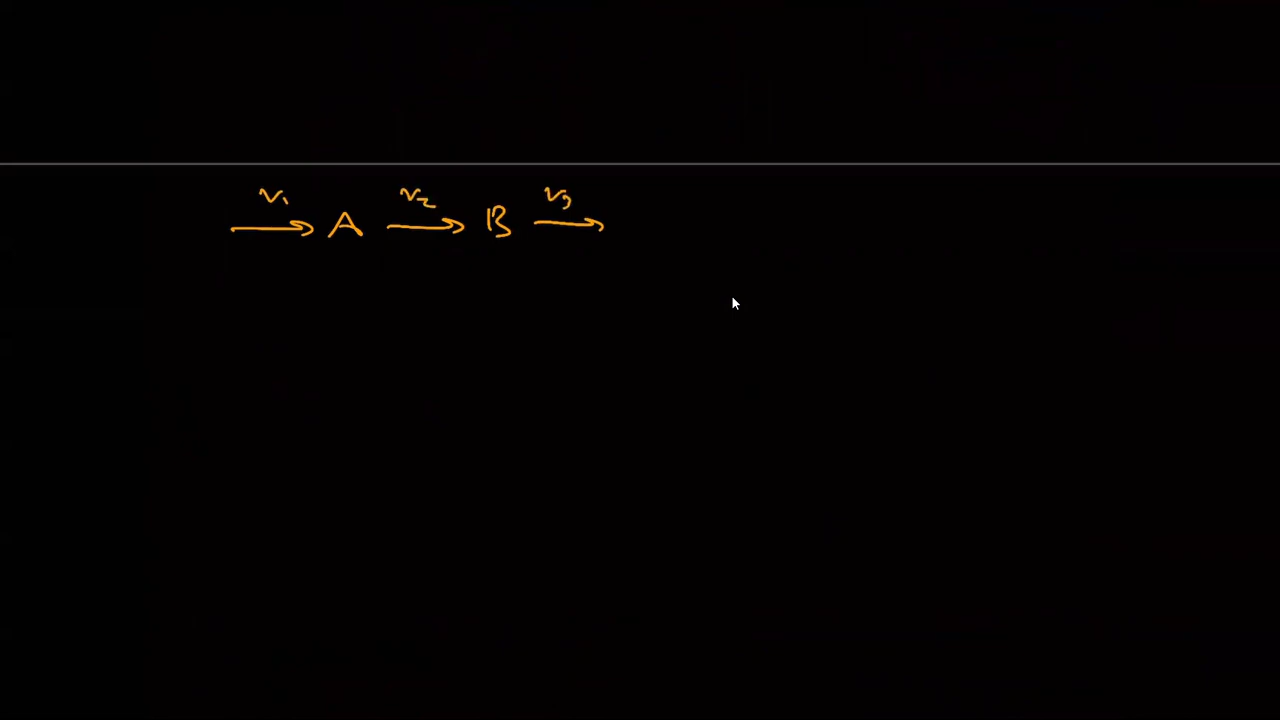 v₁ v₂ v₃
→ A → B →